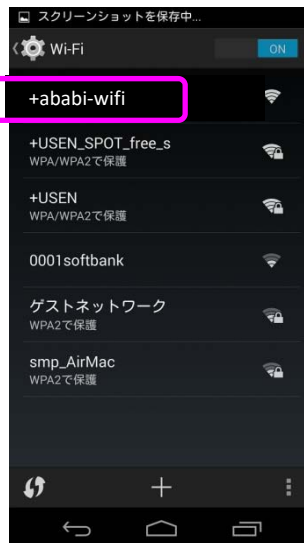 スクリーンショットを保存中...
Wi-Fi
ON
+ababi-wifi
+USEN_SPOT_free_s
WPA/WPA2で保護
+USEN
WPA/WPA2で保護
0001softbank
ゲストネットワーク
WPA2で保護
smp_AirMac
WPA2で保護